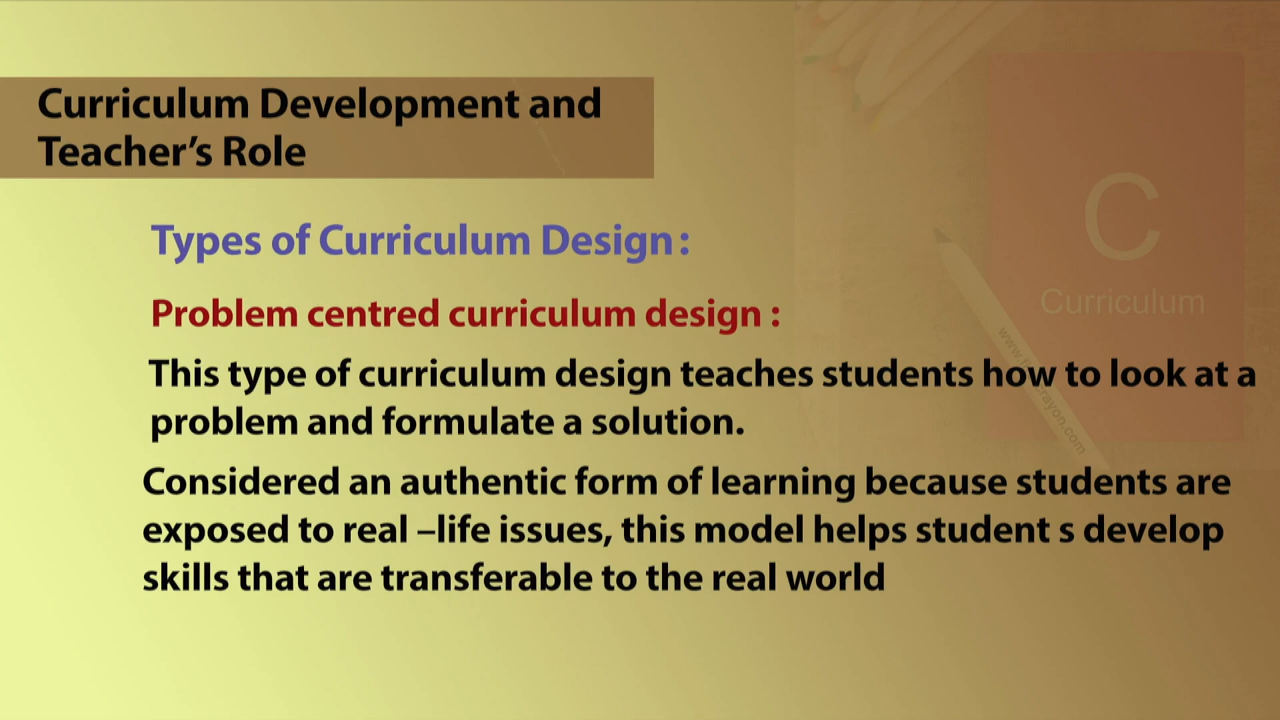 Curriculum Development and
Teacher’s Role
Types of Curriculum Design :
Problem centred curriculum design :
This type of curriculum design teaches students how to look at a
problem and formulate a solution.
Considered an authentic form of learning because students are
exposed to real –life issues, this model helps student s develop
skills that are transferable to the real world
C
Curriculum